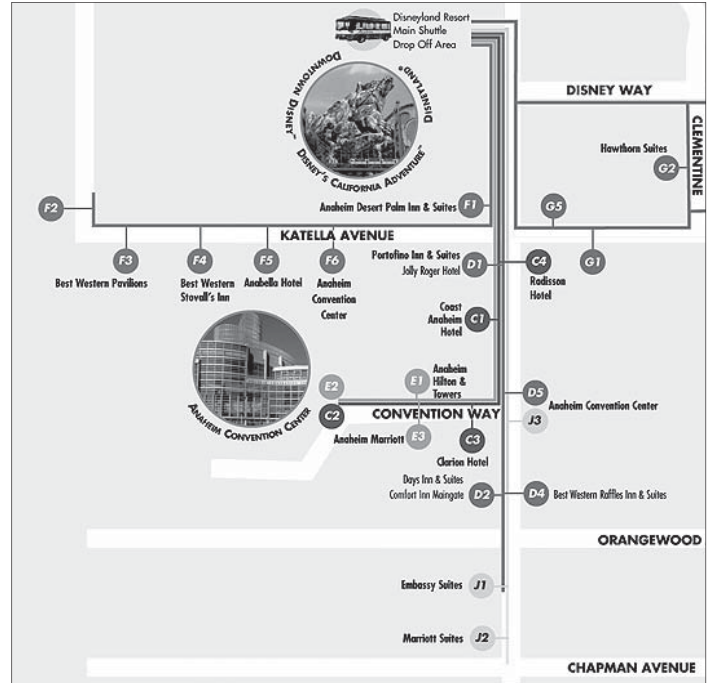 Disneyland Resort
Main Shuttle
Drop Off Area
DOWNTOWN DISNEY™
DISNEYLAND®
DISNEY'S CALIFORNIA ADVENTURE™
DISNEY WAY
CLEMENTINE
Hawthorn Suites
G2
F2
Anaheim Desert Palm Inn & Suites
F1
G5
KATELLA AVENUE
F3
Best Western Pavilions
F4
Best Western
Stovall's Inn
F5
Anabella Hotel
F6
Anaheim
Convention
Center
Portofino Inn & Suites
Jolly Roger Hotel
D1
C4
Radisson
Hotel
G1
Coast
Anaheim
Hotel
C1
ANAHEIM CONVENTION CENTER
E2
C2
E1
Anaheim
Hilton &
Towers
CONVENTION WAY
D5
Anaheim Convention Center
J3
Anaheim Marriott
E3
C3
Clarion Hotel
Days Inn & Suites
Comfort Inn Maingate
D2
D4
Best Western Raffles Inn & Suites
ORANGEWOOD
Embassy Suites
J1
Marriott Suites
J2
CHAPMAN AVENUE